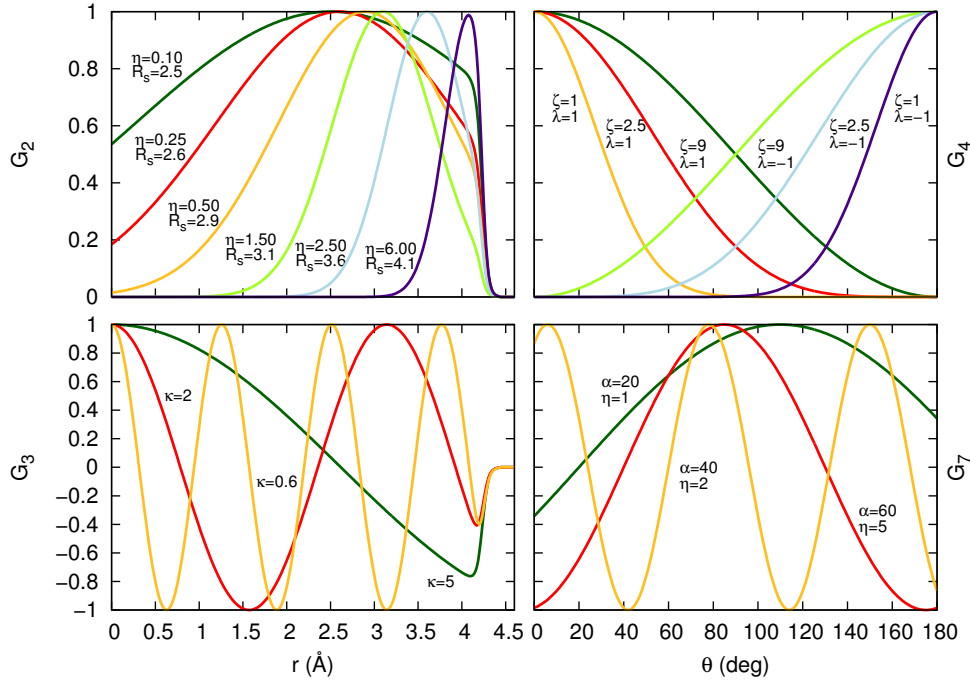 1
0.8
0.6
0.4
0.2
0
G2
η=0.10
Rs=2.5
η=0.25
Rs=2.6
η=0.50
Rs=2.9
η=1.50
Rs=3.1
η=2.50
Rs=3.6
η=6.00
Rs=4.1
ζ=1
λ=1
ζ=2.5
λ=1
ζ=9
λ=1
ζ=9
λ=−1
ζ=2.5
λ=−1
ζ=1
λ=−1
G4
1
0.8
0.6
0.4
0.2
0
−0.2
−0.4
−0.6
−0.8
−1
G3
κ=2
κ=0.6
κ=5
0 0.5 1 1.5 2 2.5 3 3.5 4 4.5
r (Å)
α=20
η=1
α=40
η=2
α=60
η=5
G7
0 20 40 60 80 100 120 140 160 180
θ (deg)